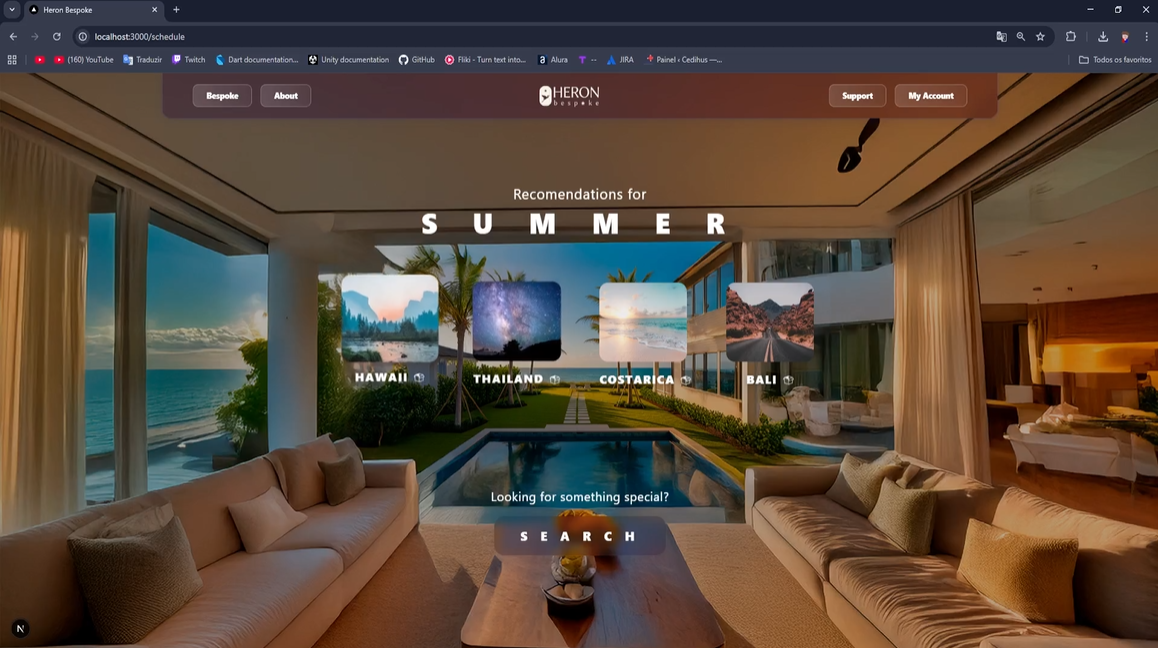 Heron Bespoke
localhost:3000/schedule
(160) YouTube
Traduzir
Twitch
Dart documentation...
Unity documentation
GitHub
Fliki - Turn text into...
Alura
--
JIRA
Painel ‹ Cedihus —...
Todos os favoritos
Bespoke
About
HERON
bespoke
Support
My Account
Recomendations for
SUMMER
HAWAII
THAILAND
COSTARICA
BALI
Looking for something special?
SEARCH
N